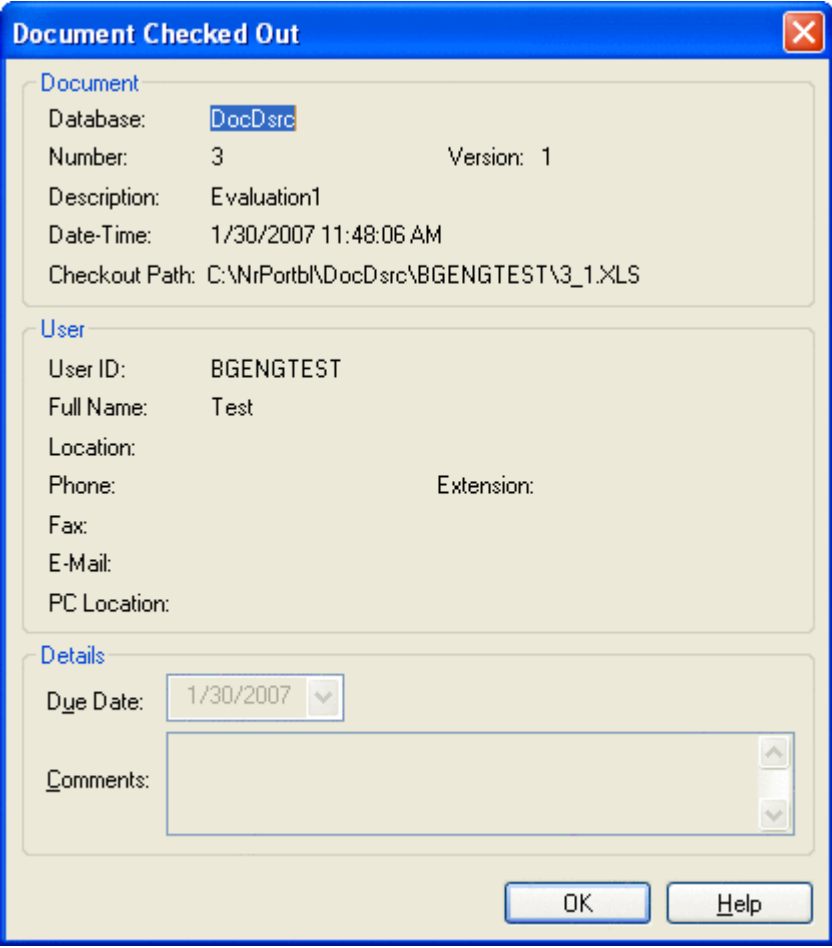 Document Checked Out
Document
Database: DocDsrc
Number: 3 Version: 1
Description: Evaluation1
Date-Time: 1/30/2007 11:48:06 AM
Checkout Path: C:\NrPortbl\DocDsrc\BGENGTEST\3_1.XLS
User
User ID: BGENGTEST
Full Name: Test
Location:
Phone: Extension:
Fax:
E-Mail:
PC Location:
Details
Due Date: 1/30/2007
Comments:
OK Help